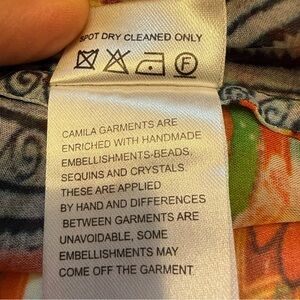 SPOT DRY CLEANED ONLY
F
CAMILA GARMENTS ARE
ENRICHED WITH HANDMADE
EMBELLISHMENTS-BEADS,
SEQUINS AND CRYSTALS.
THESE ARE APPLIED
BY HAND AND DIFFERENCES
BETWEEN GARMENTS ARE
UNAVOIDABLE, SOME
EMBELLISHMENTS MAY
COME OFF THE GARMENT